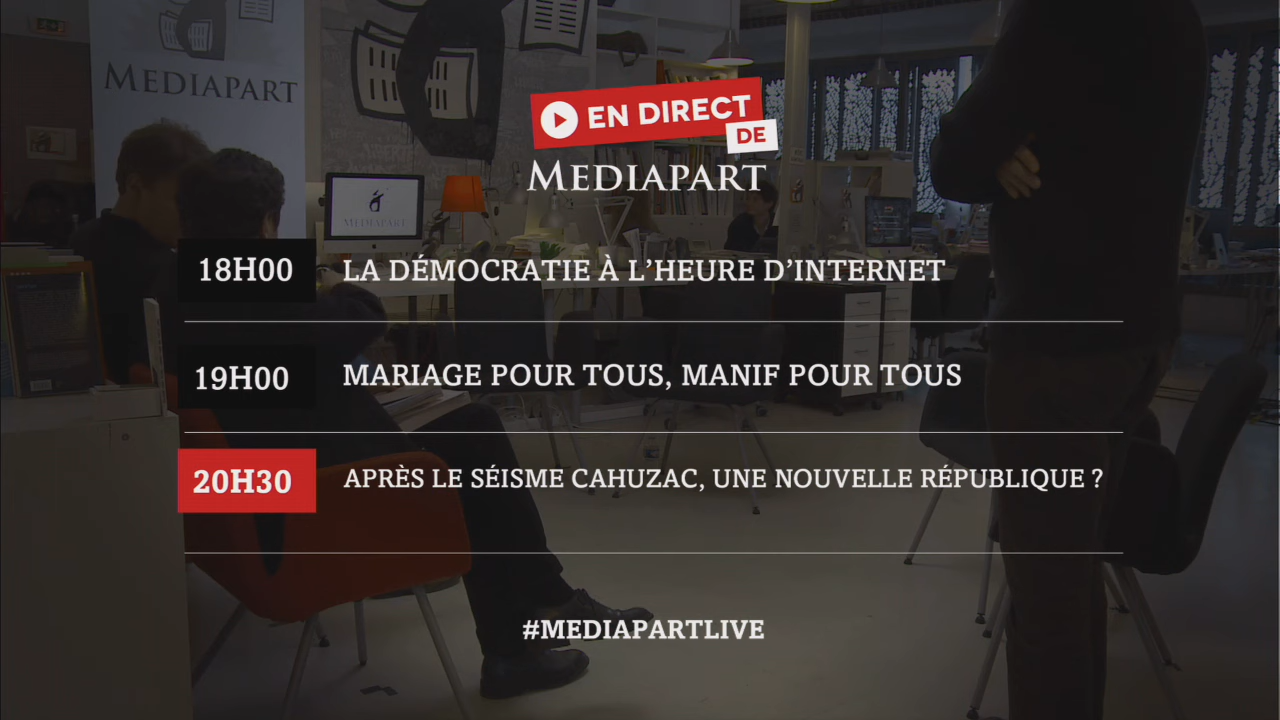 MEDIAPART
EN DIRECT
DE
MEDIAPART
MEDIAPART
18H00 LA DÉMOCRATIE À L'HEURE D'INTERNET
19H00 MARIAGE POUR TOUS, MANIF POUR TOUS
20H30 APRÈS LE SÉISME CAHUZAC, UNE NOUVELLE RÉPUBLIQUE ?
#MEDIAPARTLIVE